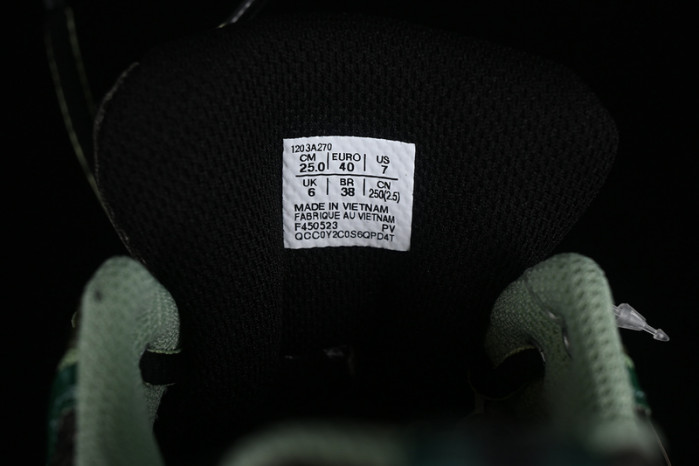 1203A270
CM EURO US
25.0 40 7
UK BR CN
6 38 250(2.5)
MADE IN VIETNAM
FABRIQUE AU VIETNAM
F450523 PV
QCC0Y2C0S6QPD4T